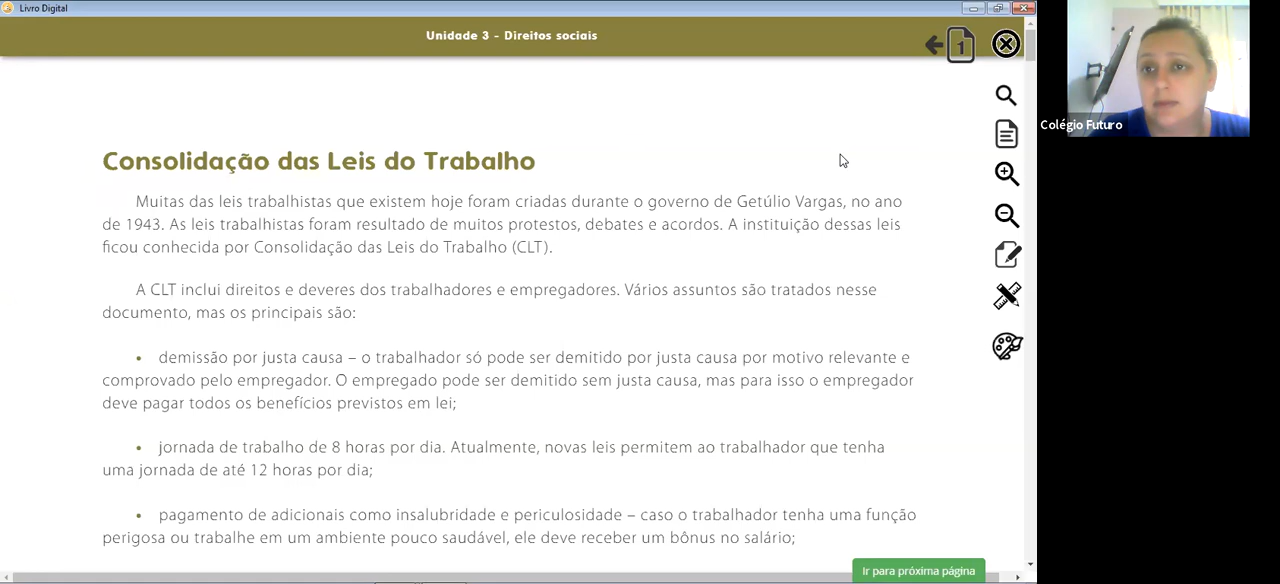 Livro Digital
Unidade 3 - Direitos sociais
1
Colégio Futuro
Consolidação das Leis do Trabalho
Muitas das leis trabalhistas que existem hoje foram criadas durante o governo de Getúlio Vargas, no ano
de 1943. As leis trabalhistas foram resultado de muitos protestos, debates e acordos. A instituição dessas leis
ficou conhecida por Consolidação das Leis do Trabalho (CLT).
A CLT inclui direitos e deveres dos trabalhadores e empregadores. Vários assuntos são tratados nesse
documento, mas os principais são:
• demissão por justa causa – o trabalhador só pode ser demitido por justa causa por motivo relevante e
comprovado pelo empregador. O empregado pode ser demitido sem justa causa, mas para isso o empregador
deve pagar todos os benefícios previstos em lei;
• jornada de trabalho de 8 horas por dia. Atualmente, novas leis permitem ao trabalhador que tenha
uma jornada de até 12 horas por dia;
• pagamento de adicionais como insalubridade e periculosidade – caso o trabalhador tenha uma função
perigosa ou trabalhe em um ambiente pouco saudável, ele deve receber um bônus no salário;
Ir para próxima página